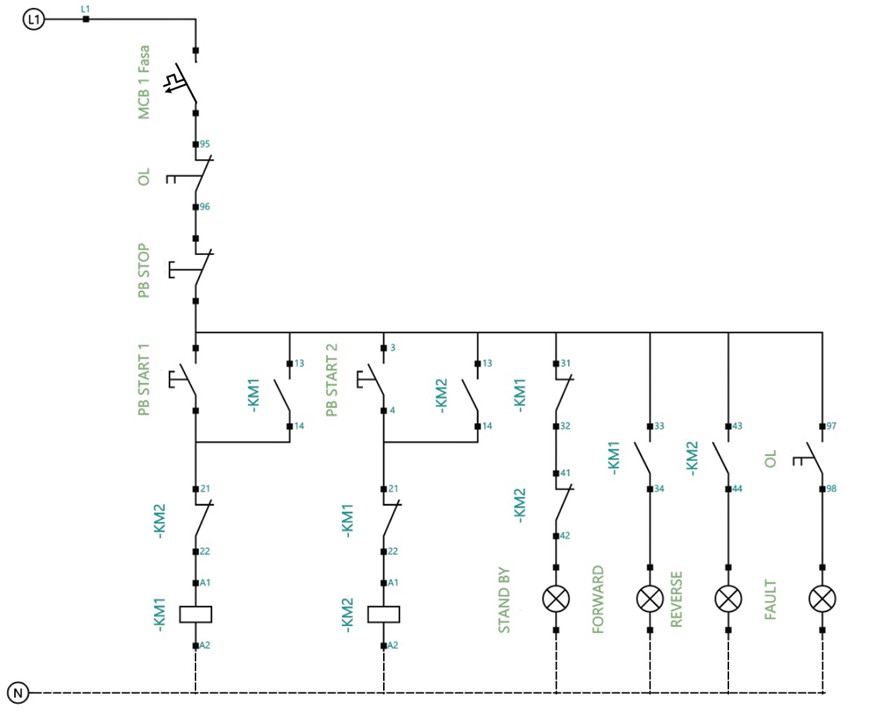 L1
L1
MCB 1 Fasa
95
OL
96
PB STOP
PB START 1
13
-KM1
14
PB START 2
3
4
13
-KM2
14
31
-KM1
32
41
-KM2
42
33
-KM1
34
43
-KM2
44
97
OL
98
21
-KM2
22
A1
-KM1
A2
21
-KM1
22
A1
-KM2
A2
STAND BY
FORWARD
REVERSE
FAULT
N